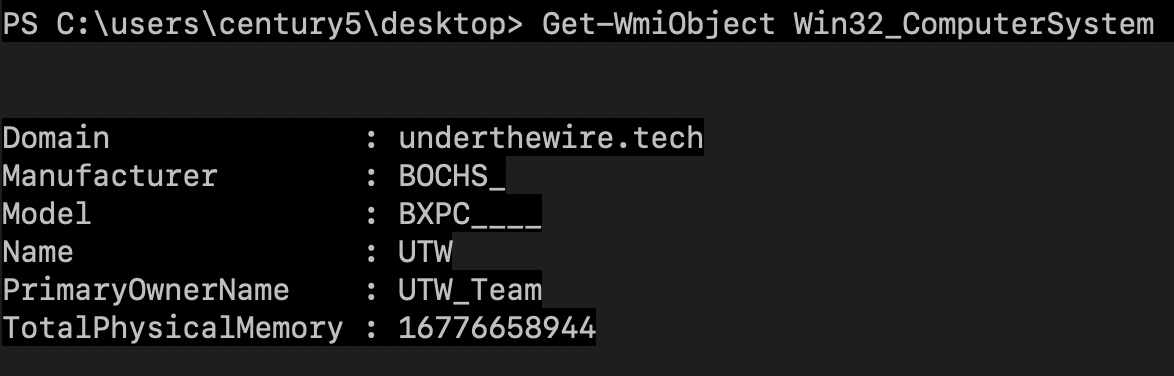 PS C:\users\century5\desktop> Get-WmiObject Win32_ComputerSystem
Domain              : underthewire.tech
Manufacturer        : BOCHS_
Model               : BXPC____
Name                : UTW
PrimaryOwnerName    : UTW_Team
TotalPhysicalMemory : 16776658944